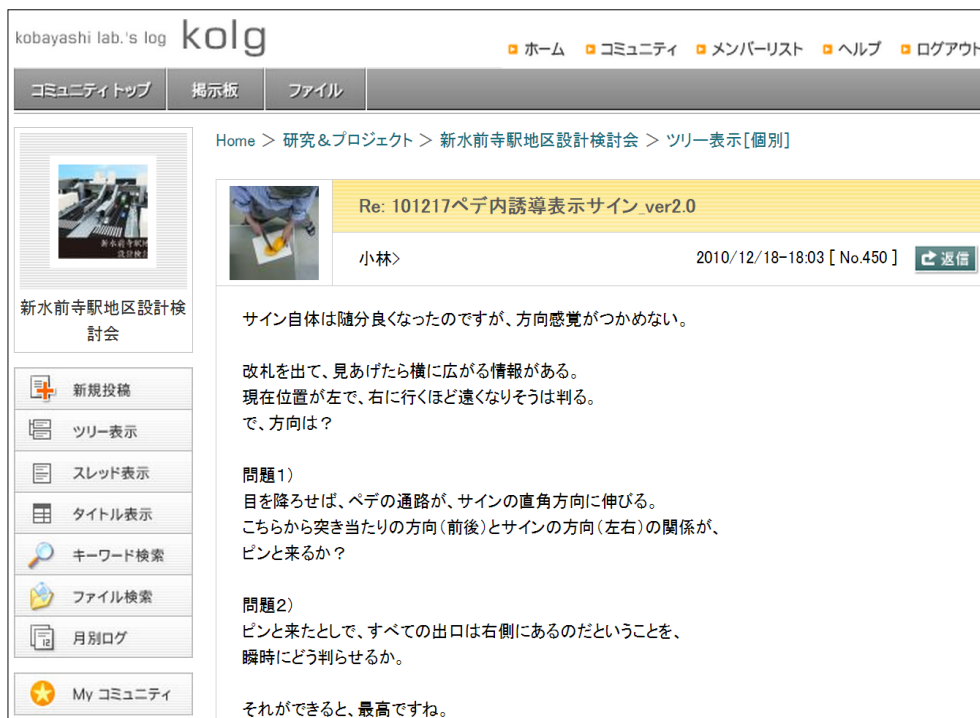 kobayashi lab.'s log kolg
ホーム コミュニティ メンバーリスト ヘルプ ログアウト
コミュニティトップ 掲示板 ファイル
Home ＞ 研究＆プロジェクト ＞ 新水前寺駅地区設計検討会 ＞ ツリー表示[個別]
新水前寺駅地区設計検
討会
新規投稿
ツリー表示
スレッド表示
タイトル表示
キーワード検索
ファイル検索
月別ログ
My コミュニティ
Re: 101217ペデ内誘導表示サイン_ver2.0
小林>
2010/12/18-18:03 [ No.450 ]
返信
サイン自体は随分良くなったのですが、方向感覚がつかめない。
改札を出て、見あげたら横に広がる情報がある。
現在位置が左で、右に行くほど遠くなりそうは判る。
で、方向は？
問題１）
目を降ろせば、ペデの通路が、サインの直角方向に伸びる。
こちらから突き当たりの方向（前後）とサインの方向（左右）の関係が、
ピンと来るか？
問題２）
ピンと来たとしで、すべての出口は右側にあるのだということを、
瞬時にどう判らせるか。
それができると、最高ですね。